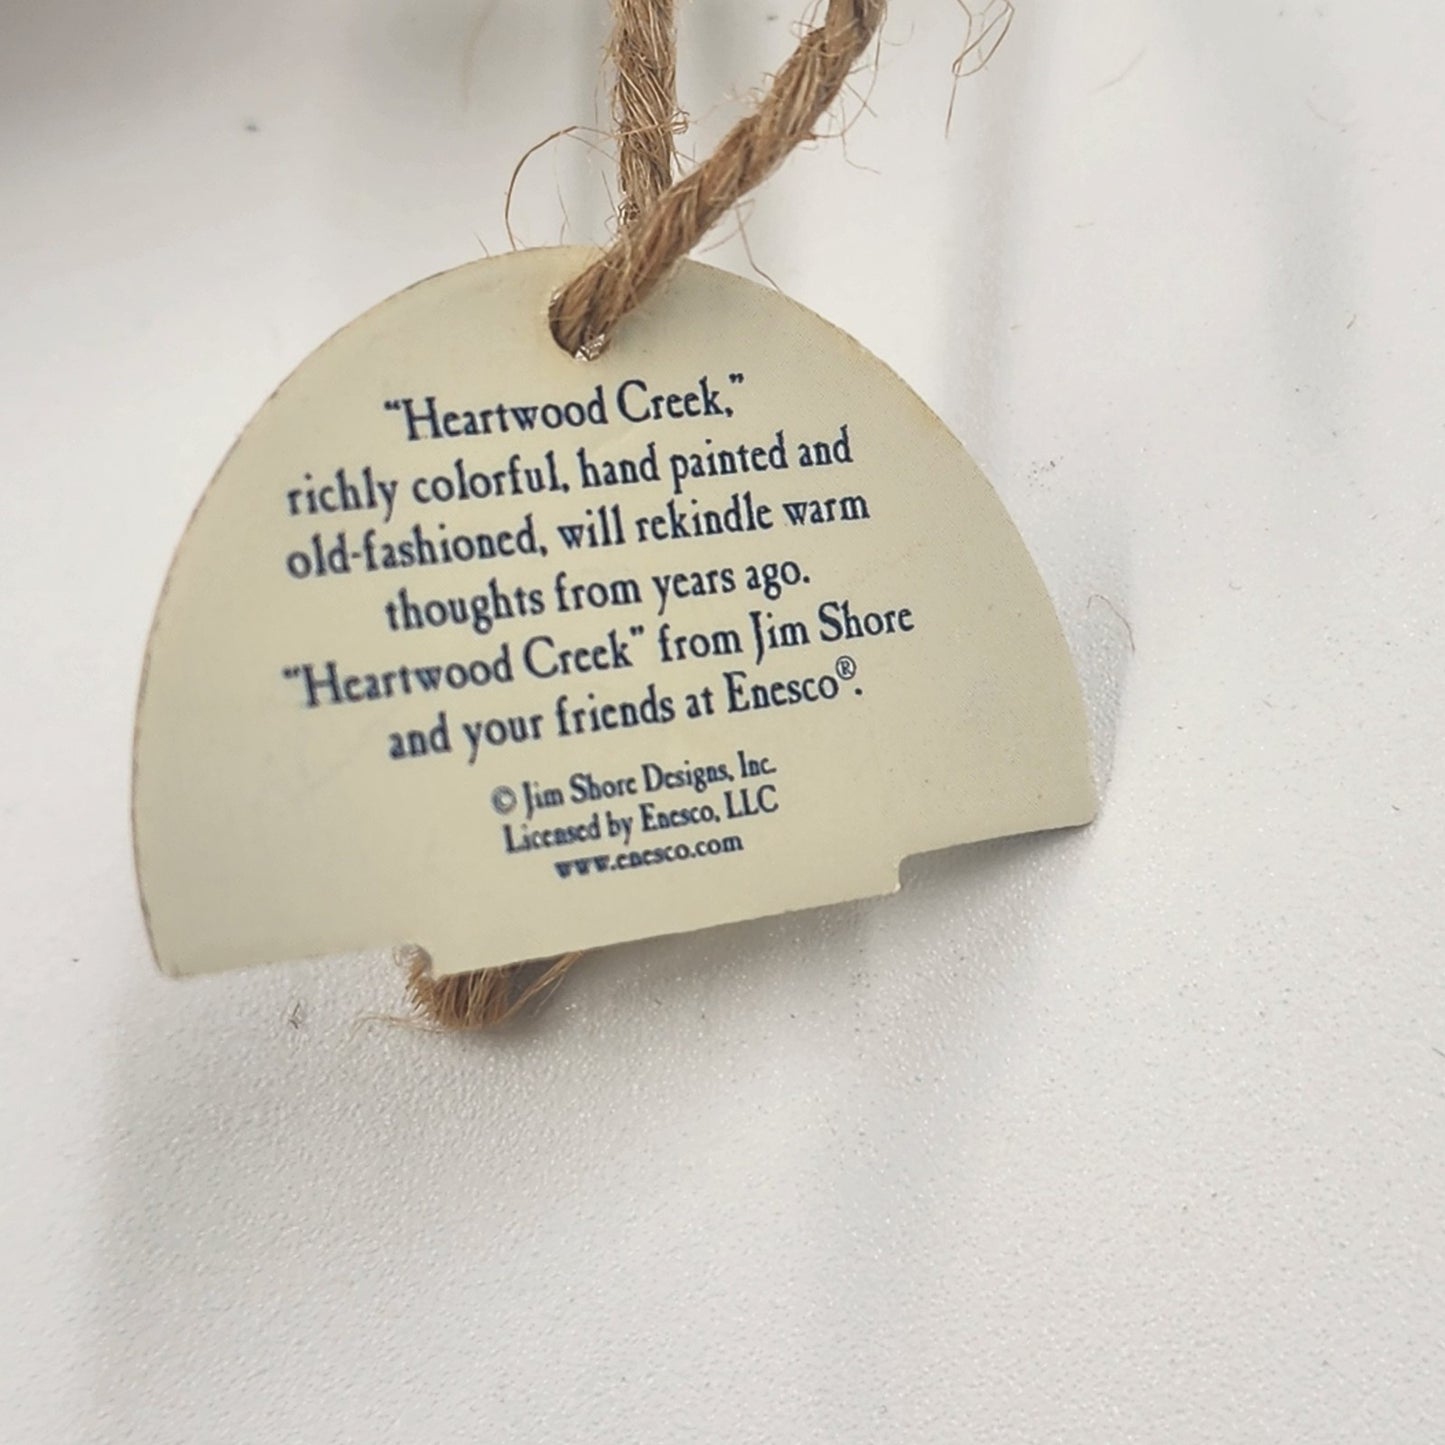 “Heartwood Creek,”
richly colorful, hand painted and
old-fashioned, will rekindle warm
thoughts from years ago.
“Heartwood Creek” from Jim Shore
and your friends at Enesco®.
© Jim Shore Designs, Inc.
Licensed by Enesco, LLC
www.enesco.com